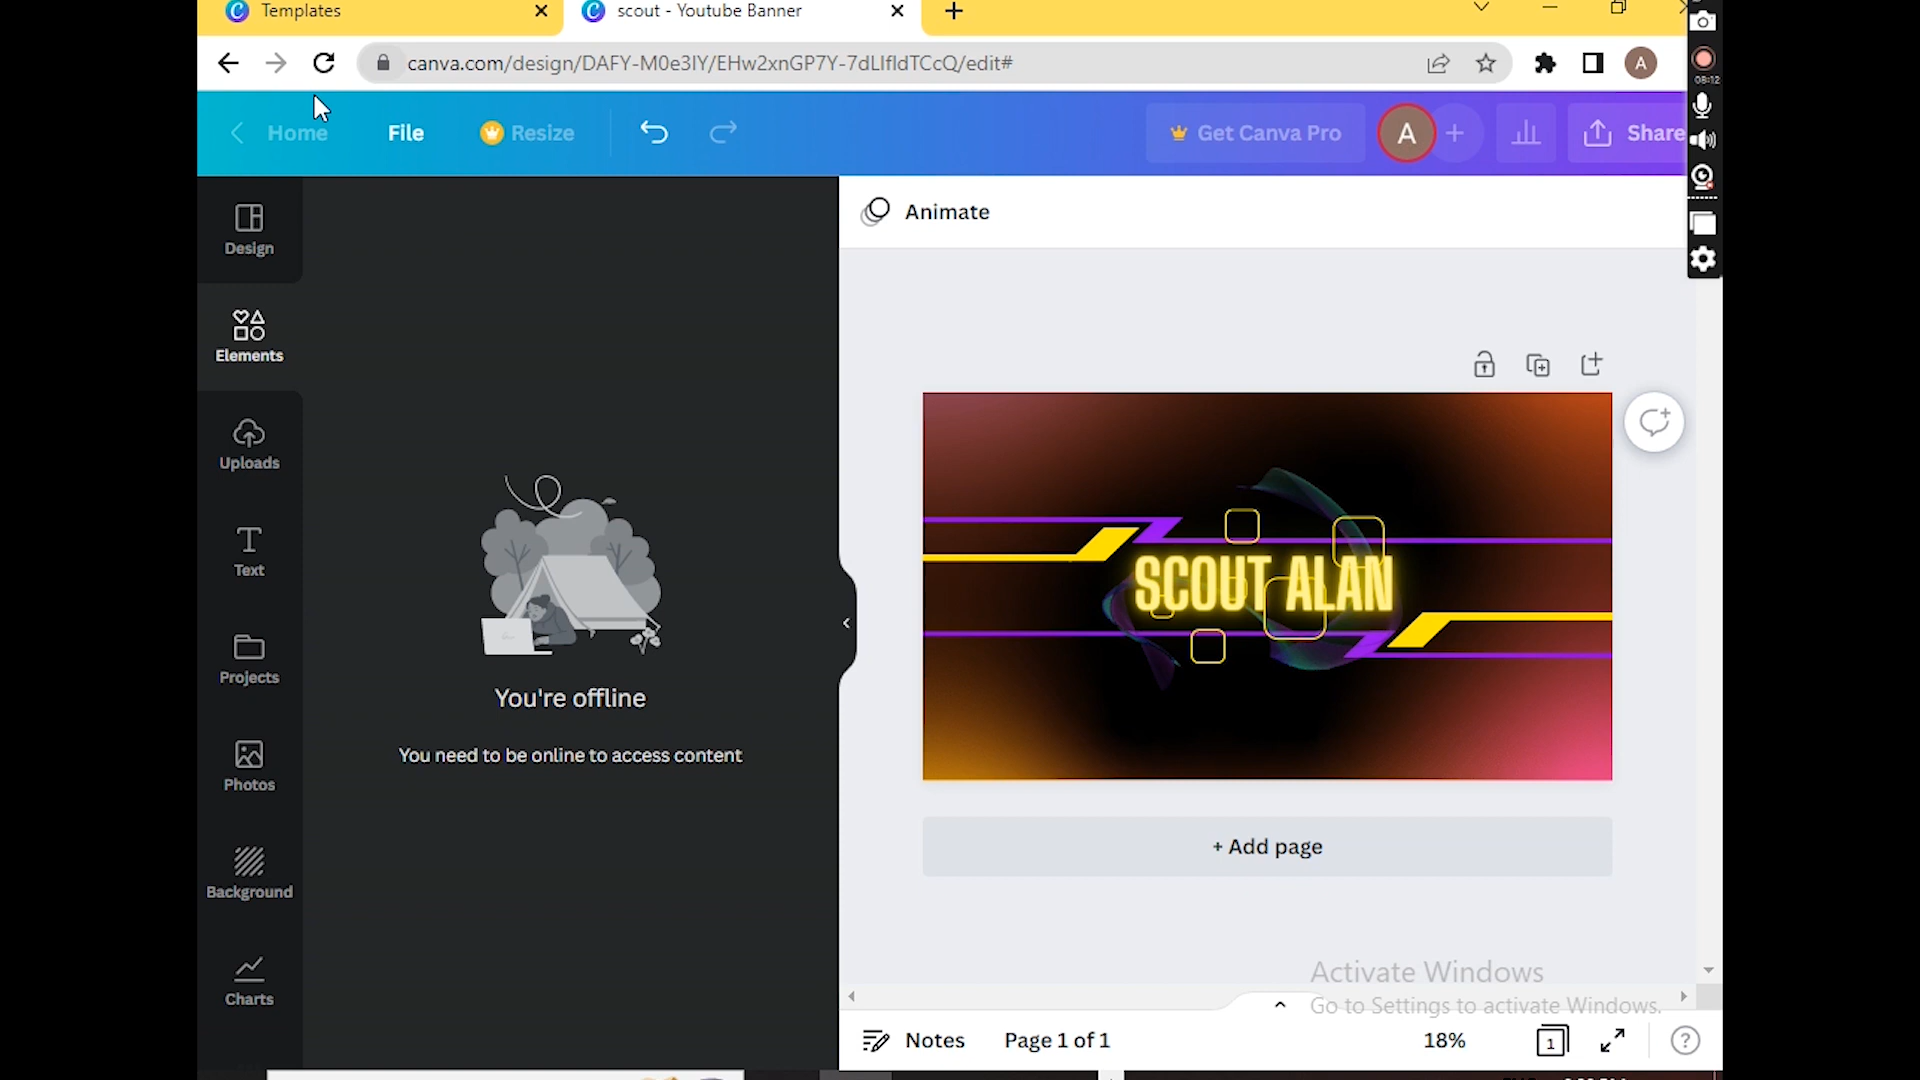 Templates
scout - Youtube Banner
canva.com/design/DAFY-M0e3IY/EHw2xnGP7Y-7dLIfldTCcQ/edit#
A
08:12
Home
File
Resize
Get Canva Pro
A
Share
Design
Elements
Uploads
Text
Projects
Photos
Background
Charts
You're offline
You need to be online to access content
Animate
SCOUT ALAN
+ Add page
Activate Windows
Go to Settings to activate Windows.
Notes
Page 1 of 1
18%
1